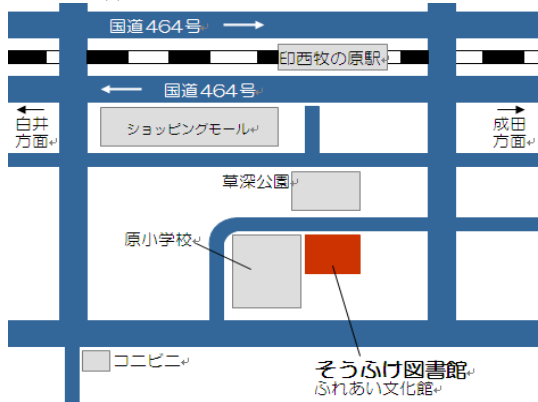 国道464号
印西牧の原駅
国道464号
白井
方面
ショッピングモール
成田
方面
草深公園
原小学校
コニビニ
そうふけ図書館
ふれあい文化館